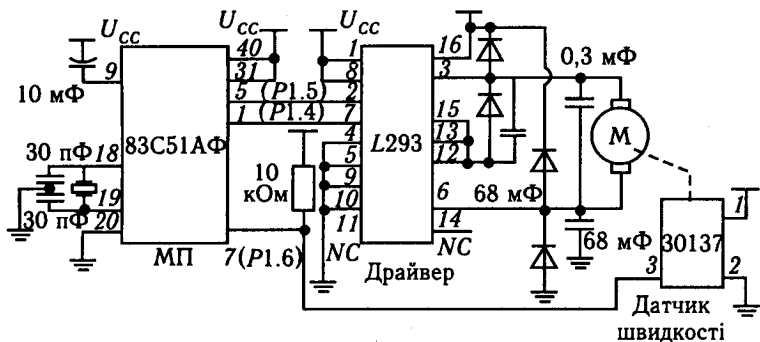 U_CC
U_CC
U_CC
9
40
31
5 (P1.5)
1 (P1.4)
10 мФ
83С51АФ
30 пФ
18
19
30 пФ
20
МП
7(P1.6)
10
кОм
1
8
2
7
4
5
9
10
11
NC
L293
Драйвер
16
3
15
13
12
6
14
NC
68 мФ
0,3 мФ
М
68 мФ
30137
1
2
3
Датчик
швидкості